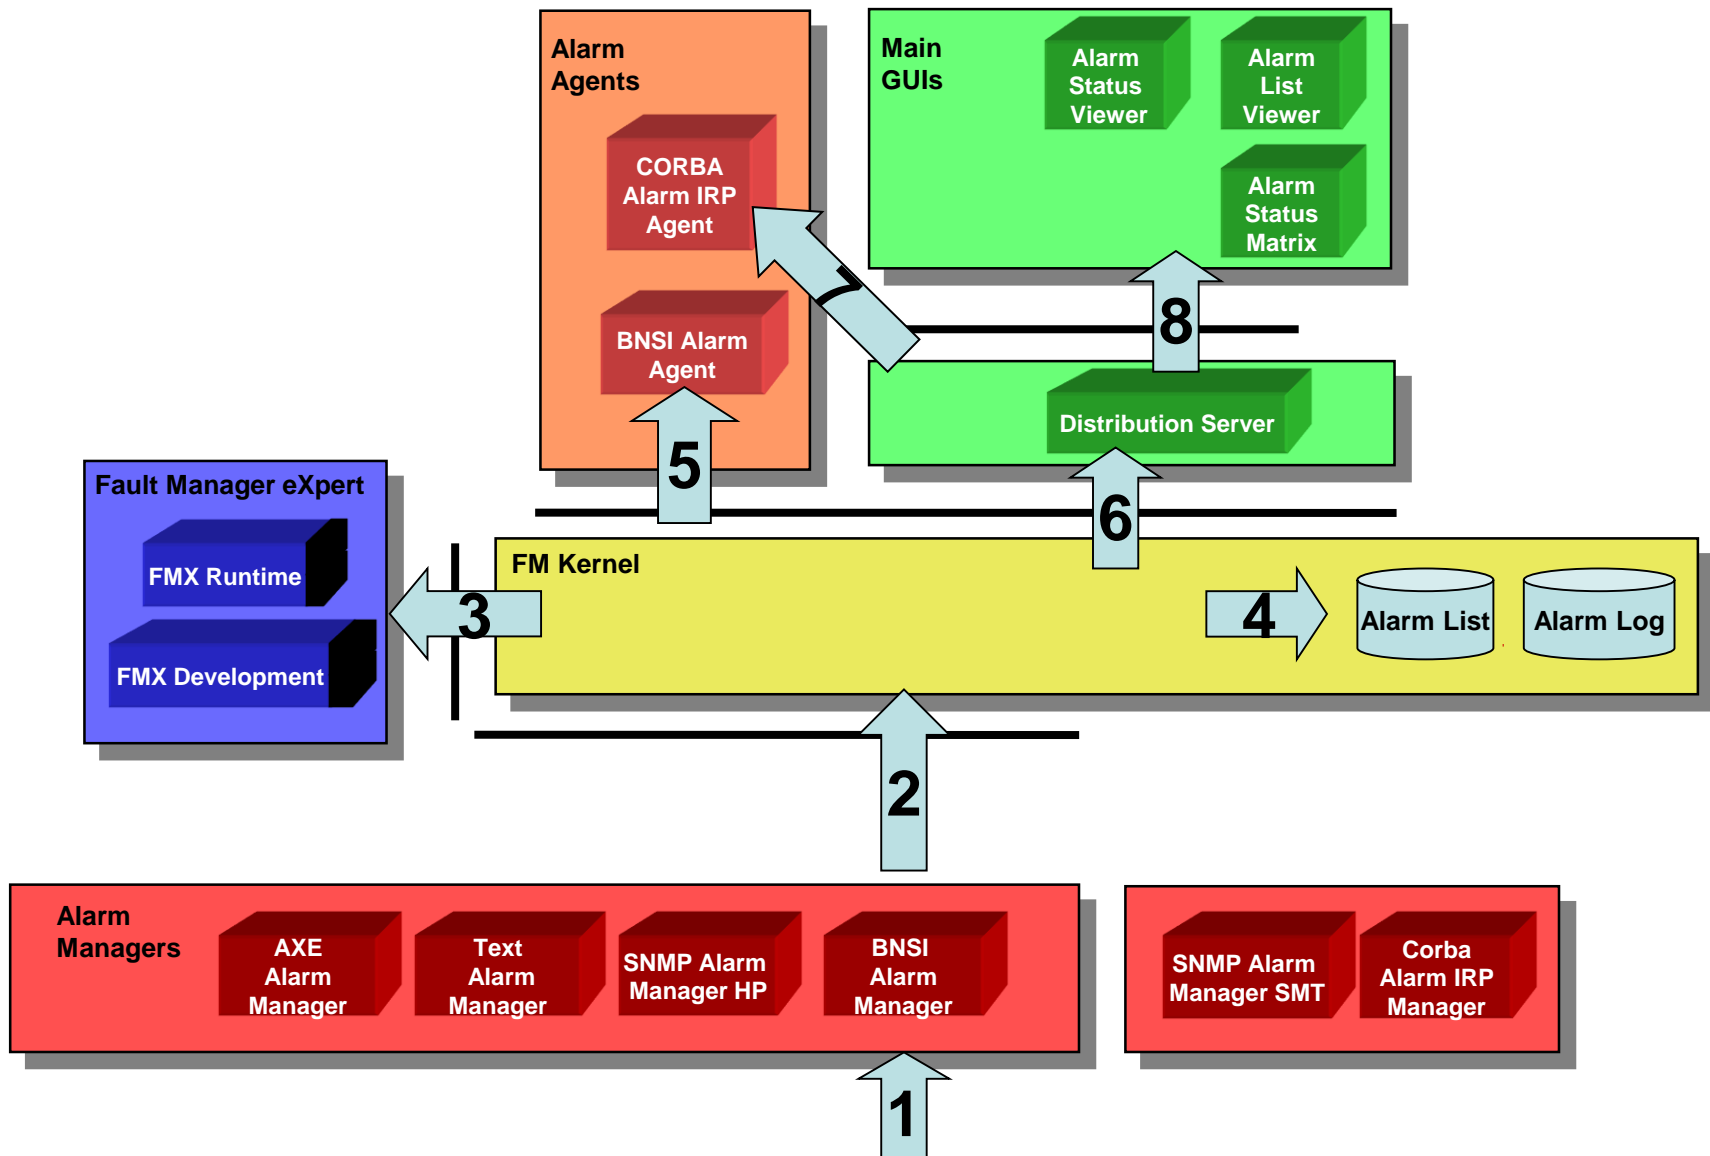 Alarm
Agents
CORBA
Alarm IRP
Agent
BNSI Alarm
Agent
Main
GUIs
Alarm
Status
Viewer
Alarm
List
Viewer
Alarm
Status
Matrix
7
8
Distribution Server
5
6
Fault Manager eXpert
FMX Runtime
FMX Development
3
FM Kernel
4
Alarm List
Alarm Log
2
Alarm
Managers
AXE
Alarm
Manager
Text
Alarm
Manager
SNMP Alarm
Manager HP
BNSI
Alarm
Manager
SNMP Alarm
Manager SMT
Corba
Alarm IRP
Manager
1